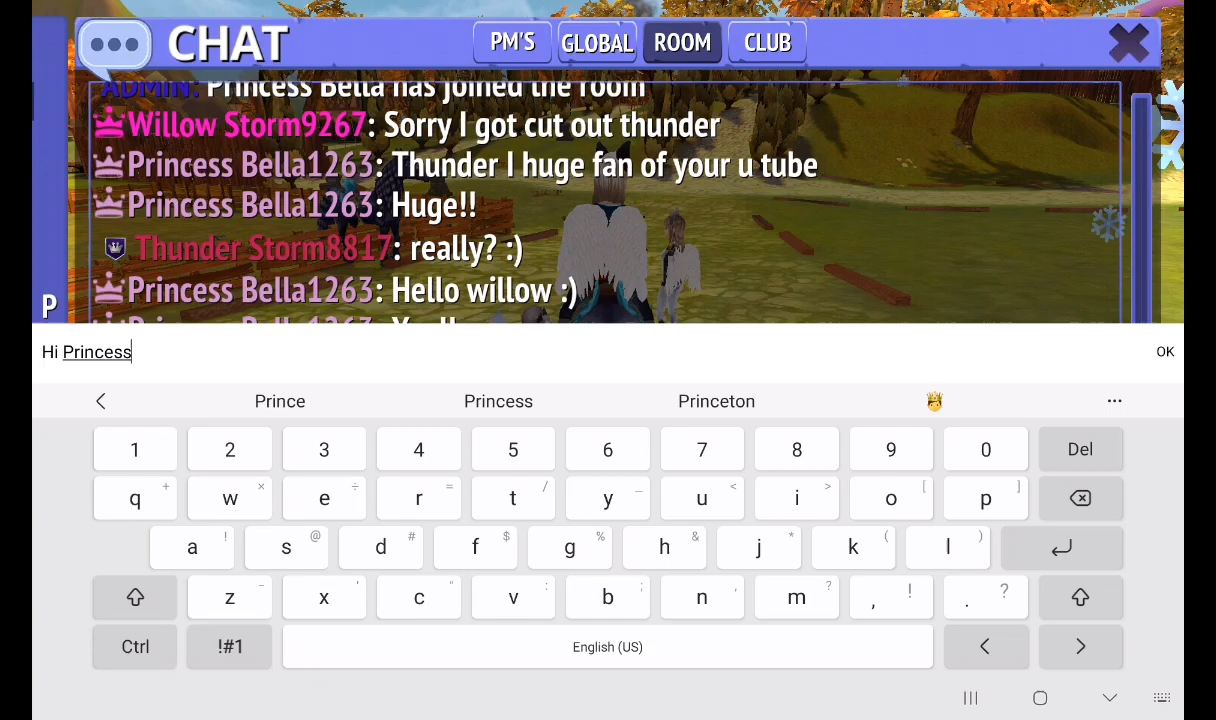 CHAT
PM'S GLOBAL ROOM CLUB
ADMIN: Princess Bella has joined the room
Willow Storm9267: Sorry I got cut out thunder
Princess Bella1263: Thunder I huge fan of your u tube
Princess Bella1263: Huge!!
Thunder Storm8817: really? :)
Princess Bella1263: Hello willow :)
Princess Bella1263:
P
Hi Princess OK
Prince Princess Princeton ...
1 2 3 4 5 6 7 8 9 0 Del
q + w × e ÷ r = t / y _ u < i > o [ p ]
a ! s @ d # f $ g % h & j * k ( l )
z - x ' c " v : b ; n , m ? , ! . ?
Ctrl !#1 English (US) < >